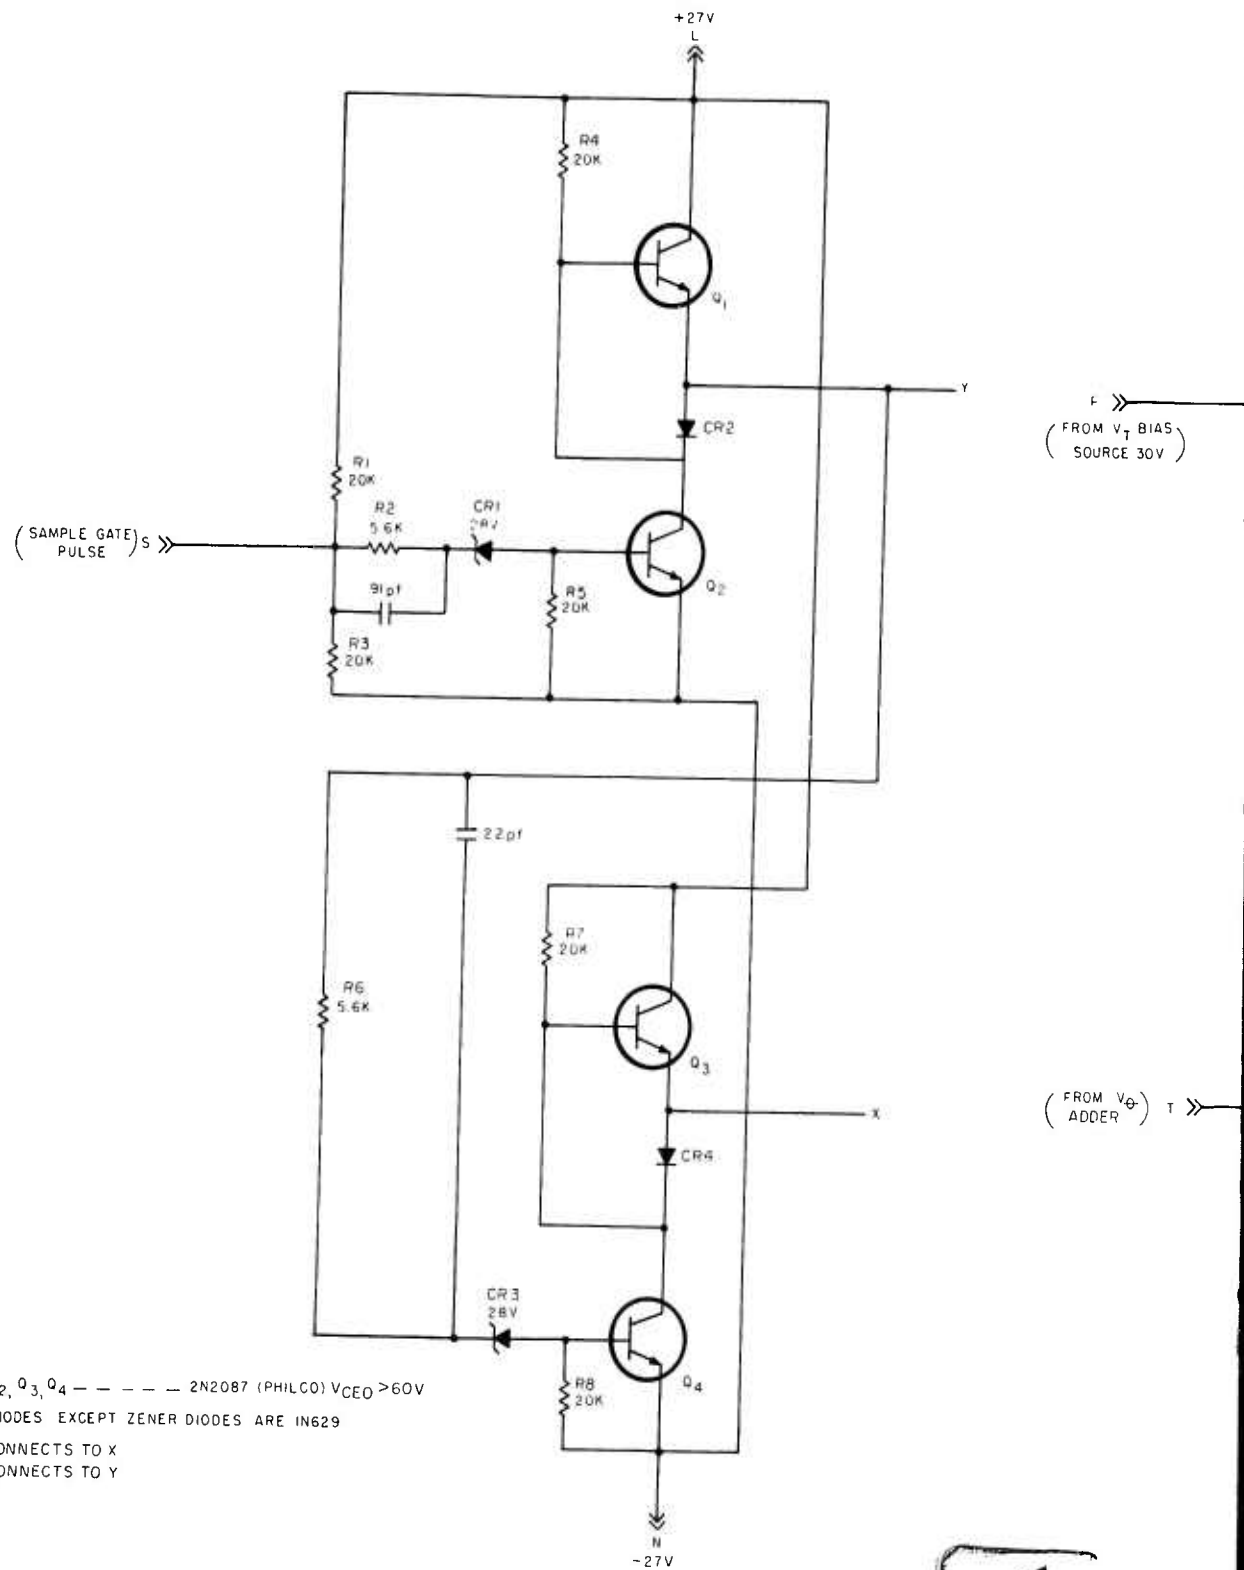 +27V
L
R4
20K
Q1
Y
CR2
F
(FROM VT BIAS
SOURCE 30V)
R1
20K
R2
5.6K
CR1
28V
(SAMPLE GATE
PULSE) S
91pf
R5
20K
Q2
R3
20K
22pf
R7
20K
R6
5.6K
Q3
X
(FROM Vθ
ADDER) T
CR4
CR3
28V
Q4
R8
20K
2, Q3, Q4 — — — — — 2N2087 (PHILCO) VCEO >60V
IODES EXCEPT ZENER DIODES ARE IN629
ONNECTS TO X
ONNECTS TO Y
N
-27V